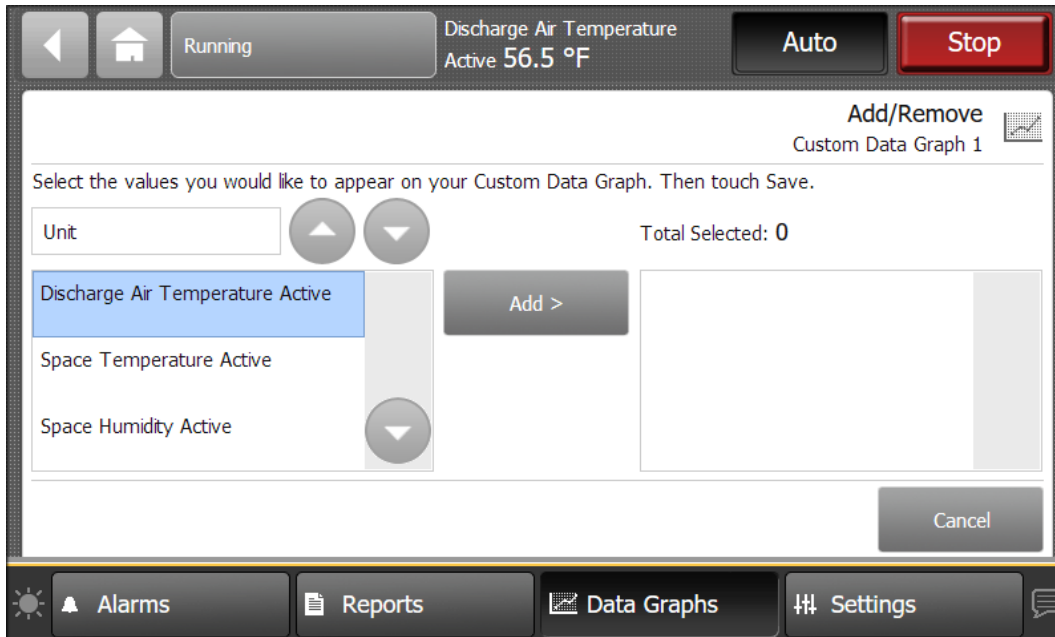 Running
Discharge Air Temperature
Active 56.5 °F
Auto
Stop
Add/Remove
Custom Data Graph 1
Select the values you would like to appear on your Custom Data Graph. Then touch Save.
Unit
Total Selected: 0
Discharge Air Temperature Active
Add >
Space Temperature Active
Space Humidity Active
Cancel
Alarms
Reports
Data Graphs
Settings